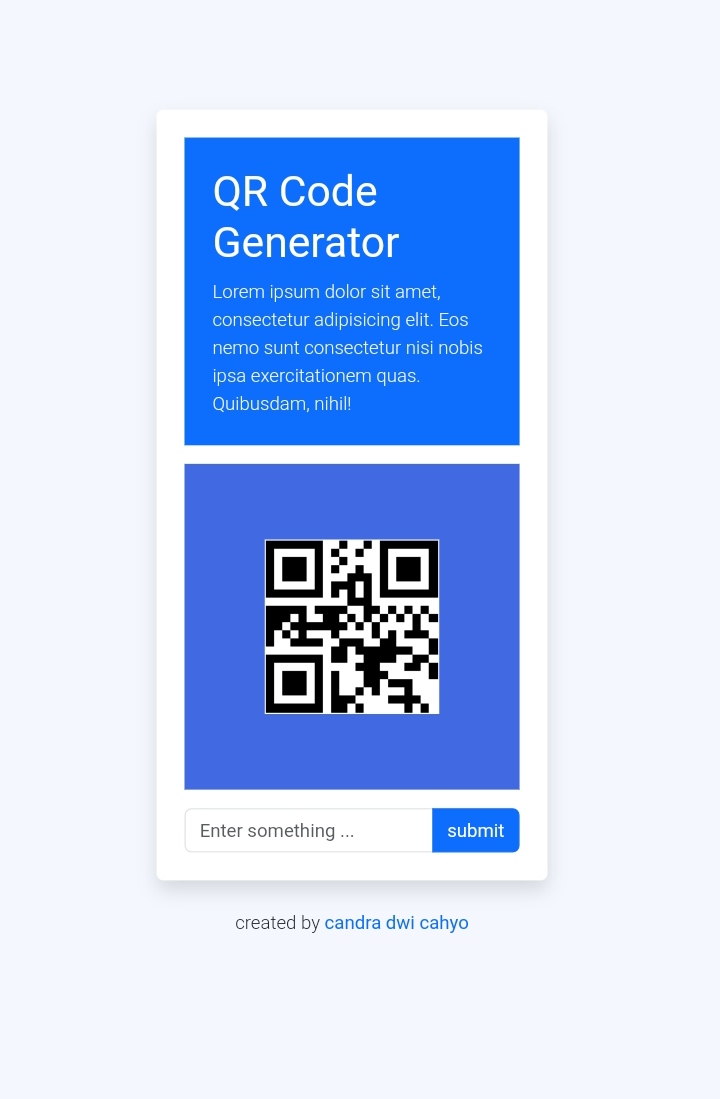 QR Code
Generator
Lorem ipsum dolor sit amet,
consectetur adipisicing elit. Eos
nemo sunt consectetur nisi nobis
ipsa exercitationem quas.
Quibusdam, nihil!
Enter something ... submit
created by candra dwi cahyo